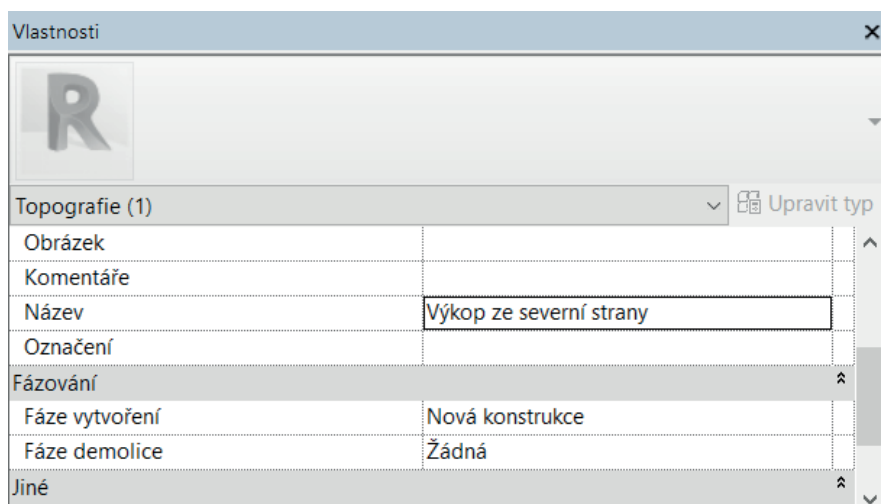 Vlastnosti
R
Topografie (1) Upravit typ
Obrázek
Komentáře
Název Výkop ze severní strany
Označení
Fázování
Fáze vytvoření Nová konstrukce
Fáze demolice Žádná
Jiné